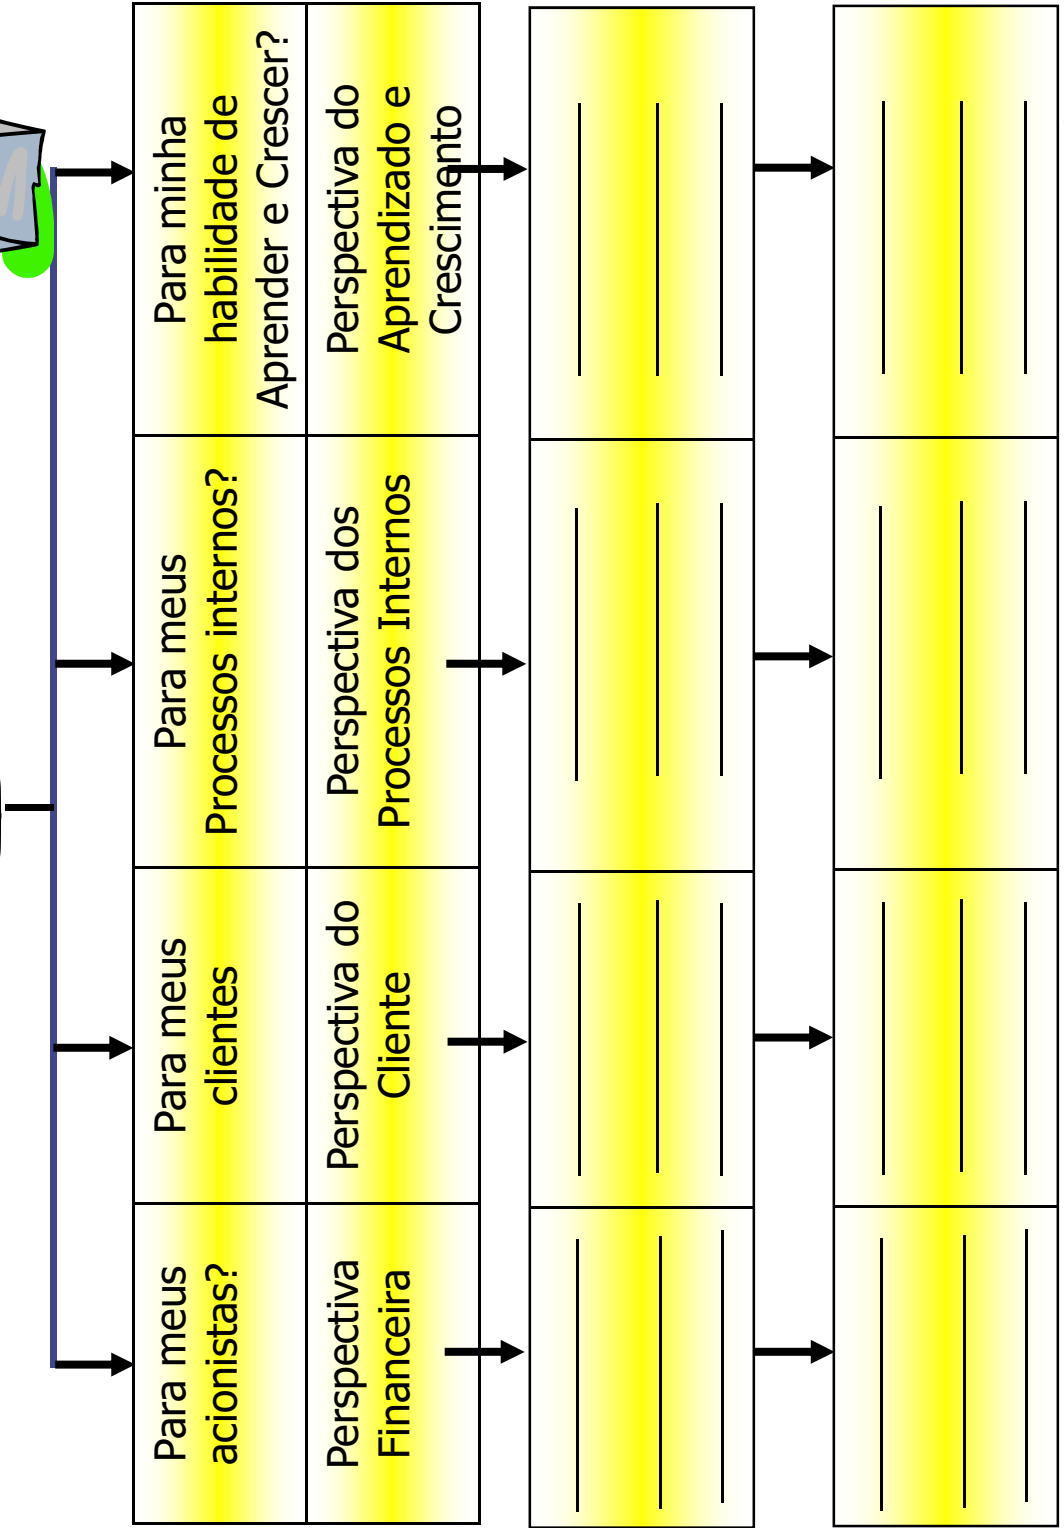 Para meus
acionistas?
Para meus
clientes
Para meus
Processos internos?
Para minha
habilidade de
Aprender e Crescer?
Perspectiva
Financeira
Perspectiva do
Cliente
Perspectiva dos
Processos Internos
Perspectiva do
Aprendizado e
Crescimento